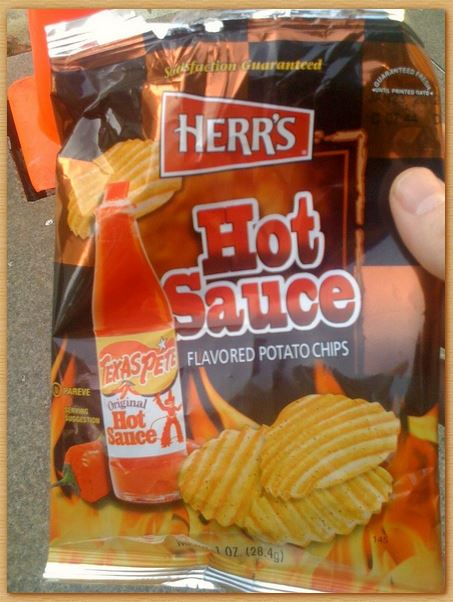 Satisfaction Guaranteed
GUARANTEED FRESH
UNTIL PRINTED DATE
HERR'S
Hot
Sauce
FLAVORED POTATO CHIPS
TEXAS PETE
Original
Hot
Sauce
PAREVE
SERVING
SUGGESTION
1 OZ. (28.4g)
145